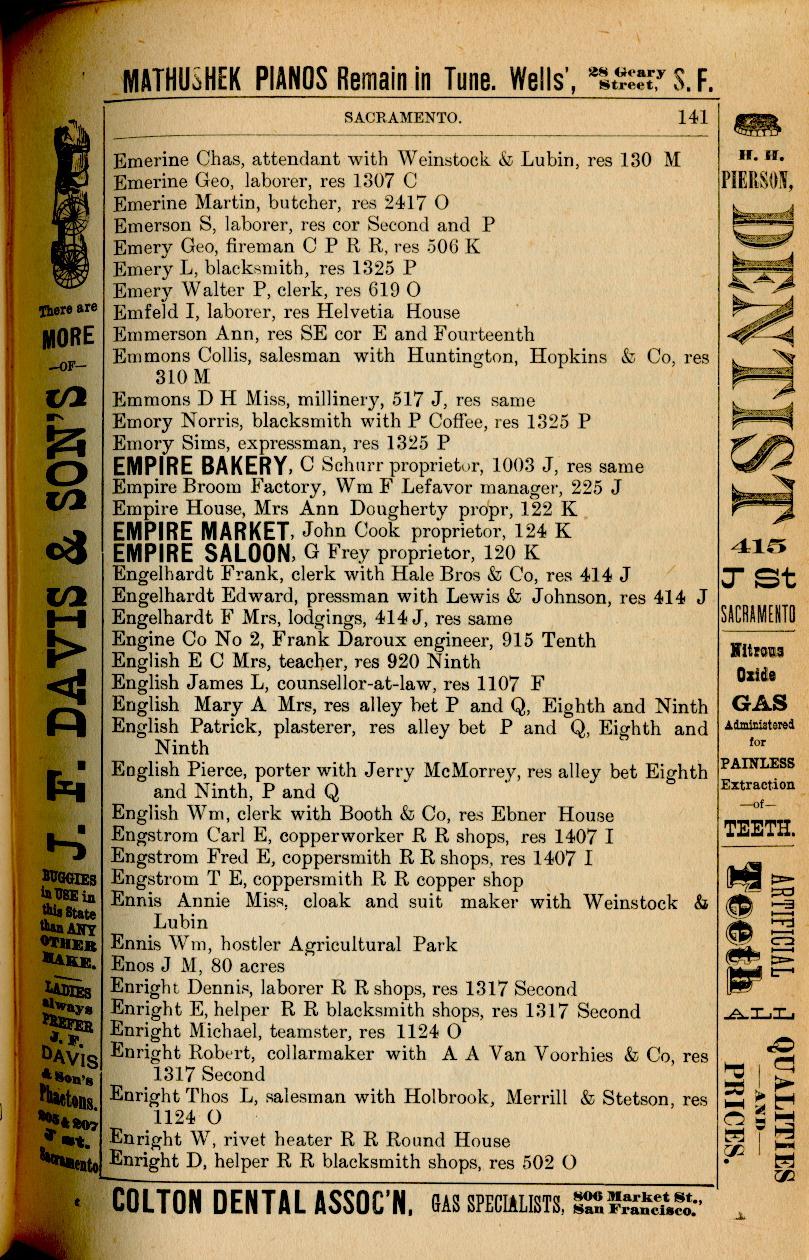 MATHUSHEK PIANOS Remain in Tune. Wells', 28 Geary Street, S. F.
SACRAMENTO. 141
Emerine Chas, attendant with Weinstock & Lubin, res 130 M
Emerine Geo, laborer, res 1307 C
Emerine Martin, butcher, res 2417 O
Emerson S, laborer, res cor Second and P
Emery Geo, fireman C P R R, res 506 K
Emery L, blacksmith, res 1325 P
Emery Walter P, clerk, res 619 O
Emfeld I, laborer, res Helvetia House
Emmerson Ann, res SE cor E and Fourteenth
Emmons Collis, salesman with Huntington, Hopkins & Co, res
310 M
Emmons D H Miss, millinery, 517 J, res same
Emory Norris, blacksmith with P Coffee, res 1325 P
Emory Sims, expressman, res 1325 P
EMPIRE BAKERY, C Schurr proprietor, 1003 J, res same
Empire Broom Factory, Wm F Lefavor manager, 225 J
Empire House, Mrs Ann Dougherty propr, 122 K
EMPIRE MARKET, John Cook proprietor, 124 K
EMPIRE SALOON, G Frey proprietor, 120 K
Engelhardt Frank, clerk with Hale Bros & Co, res 414 J
Engelhardt Edward, pressman with Lewis & Johnson, res 414 J
Engelhardt F Mrs, lodgings, 414 J, res same
Engine Co No 2, Frank Daroux engineer, 915 Tenth
English E C Mrs, teacher, res 920 Ninth
English James L, counsellor-at-law, res 1107 F
English Mary A Mrs, res alley bet P and Q, Eighth and Ninth
English Patrick, plasterer, res alley bet P and Q, Eighth and
Ninth
English Pierce, porter with Jerry McMorrey, res alley bet Eighth
and Ninth, P and Q
English Wm, clerk with Booth & Co, res Ebner House
Engstrom Carl E, copperworker R R shops, res 1407 I
Engstrom Fred E, coppersmith R R shops, res 1407 I
Engstrom T E, coppersmith R R copper shop
Ennis Annie Miss, cloak and suit maker with Weinstock &
Lubin
Ennis Wm, hostler Agricultural Park
Enos J M, 80 acres
Enright Dennis, laborer R R shops, res 1317 Second
Enright E, helper R R blacksmith shops, res 1317 Second
Enright Michael, teamster, res 1124 O
Enright Robert, collarmaker with A A Van Voorhies & Co, res
1317 Second
Enright Thos L, salesman with Holbrook, Merrill & Stetson, res
1124 O
Enright W, rivet heater R R Round House
Enright D, helper R R blacksmith shops, res 502 O
COLTON DENTAL ASSOC'N, GAS SPECIALISTS, 806 Market St., San Francisco.
There are
MORE
—OF—
J. F. DAVIS & SON'S
BUGGIES
in USE in
this State
than ANY
OTHER
MAKE.
LADIES
always
PREFER
J. F.
DAVIS
& Son's
Phaetons.
205 & 207
J st.
Sacramento
H. H.
PIERSON,
DENTIST
415
J St
SACRAMENTO
Nitrous
Oxide
GAS
Administered
for
PAINLESS
Extraction
—of—
TEETH.
ARTIFICIAL
Teeth
ALL
QUALITIES
—AND—
PRICES.